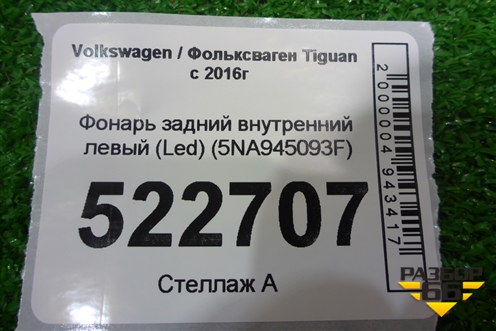 Volkswagen / Фольксваген Tiguan
с 2016г
Фонарь задний внутренний
левый (Led) (5NA945093F)
522707
Стеллаж А
2000004943417
РАЗБОР
66